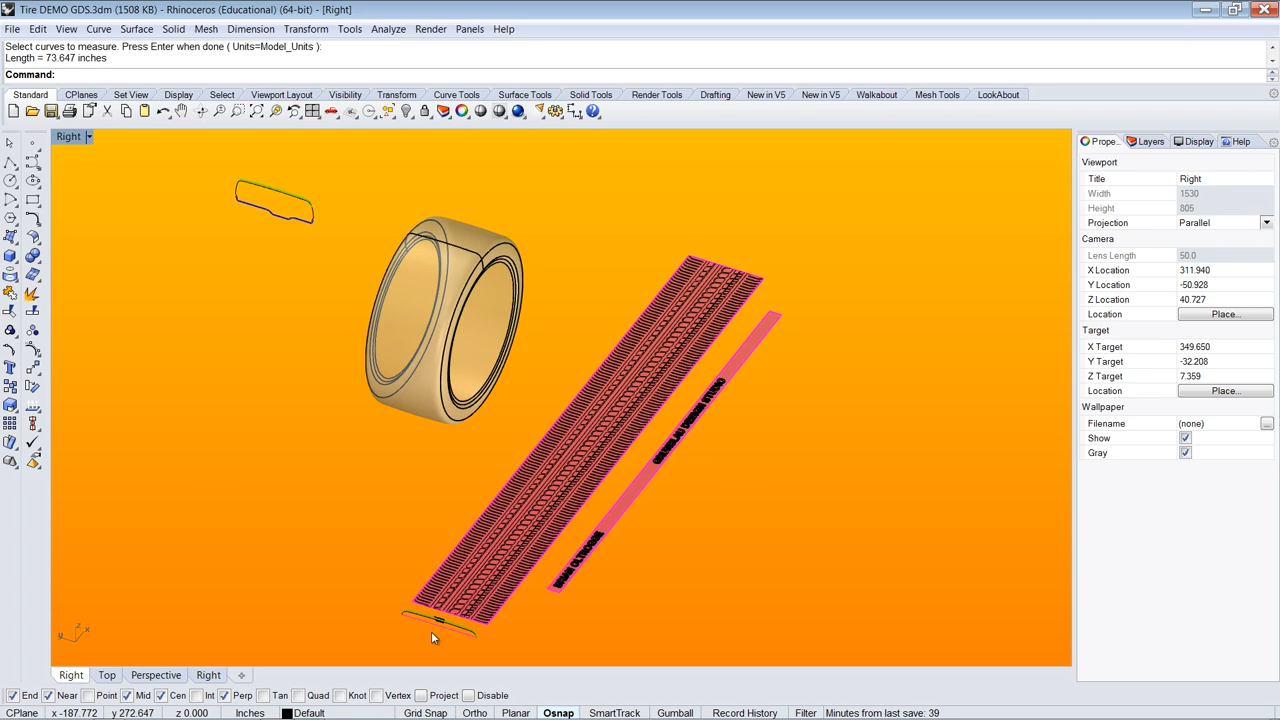 Tire DEMO GDS.3dm (1508 KB) - Rhinoceros (Educational) (64-bit) - [Right]
File Edit View Curve Surface Solid Mesh Dimension Transform Tools Analyze Render Panels Help
Select curves to measure. Press Enter when done ( Units=Model_Units ):
Length = 73.647 inches
Command:
Standard CPlanes Set View Display Select Viewport Layout Visibility Transform Curve Tools Surface Tools Solid Tools Render Tools Drafting New in V5 New in V5 Walkabout Mesh Tools LookAbout
Right
Prope... Layers Display Help
Viewport
Title Right
Width 1530
Height 805
Projection Parallel
Camera
Lens Length 50.0
X Location 311.940
Y Location -50.928
Z Location 40.727
Location Place...
Target
X Target 349.650
Y Target -32.208
Z Target 7.359
Location Place...
Wallpaper
Filename (none) ...
Show
Gray
z
y x
Right Top Perspective Right
End Near Point Mid Cen Int Perp Tan Quad Knot Vertex Project Disable
CPlane x -187.772 y 272.647 z 0.000 Inches Default Grid Snap Ortho Planar Osnap SmartTrack Gumball Record History Filter Minutes from last save: 39